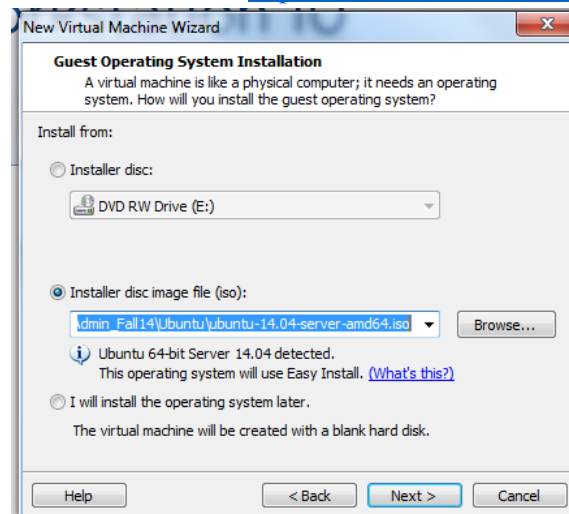 New Virtual Machine Wizard
x
Guest Operating System Installation
A virtual machine is like a physical computer; it needs an operating
system. How will you install the guest operating system?
Install from:
Installer disc:
DVD RW Drive (E:)
Installer disc image file (iso):
\dmin_Fall14\Ubuntu\ubuntu-14.04-server-amd64.iso
Browse...
Ubuntu 64-bit Server 14.04 detected.
This operating system will use Easy Install. (What's this?)
I will install the operating system later.
The virtual machine will be created with a blank hard disk.
Help
< Back
Next >
Cancel